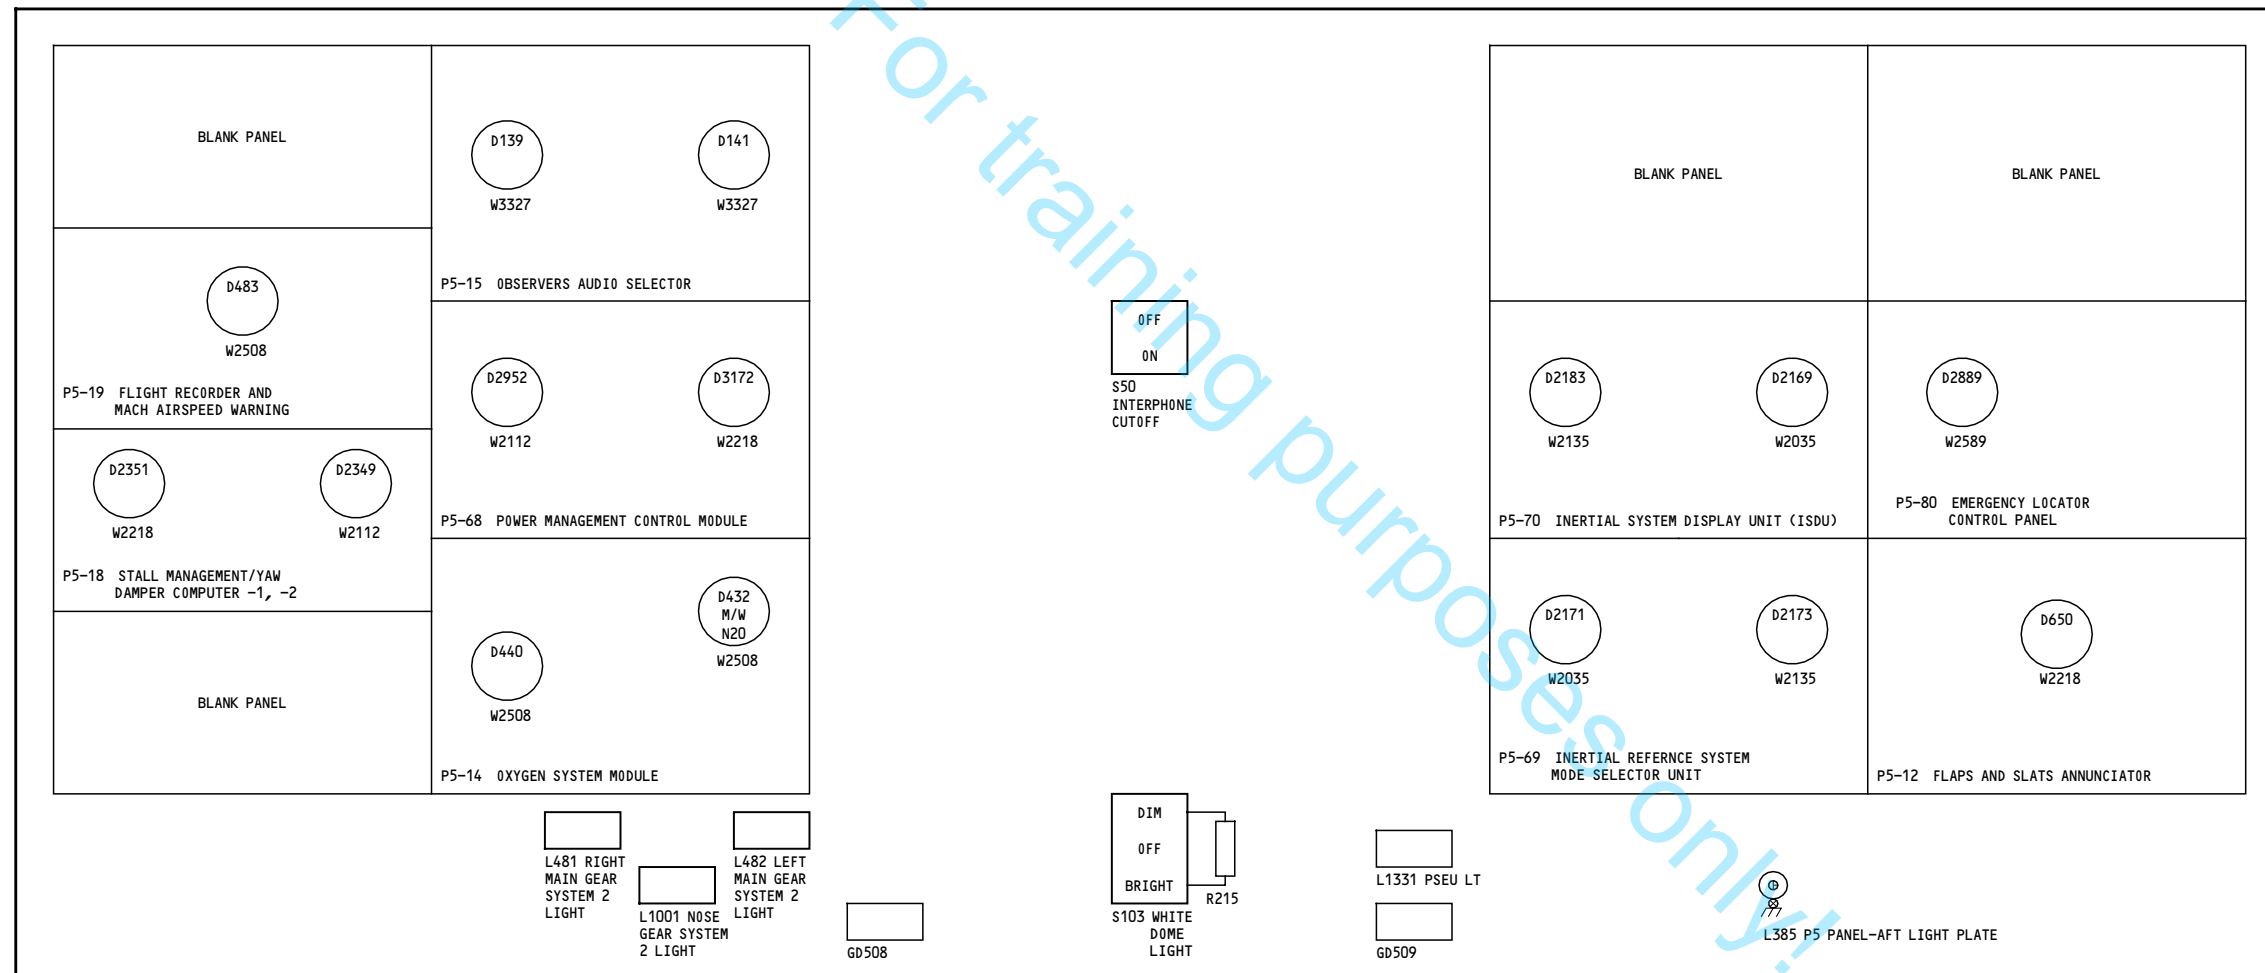 BLANK PANEL
D483
W2508
P5-19 FLIGHT RECORDER AND
MACH AIRSPEED WARNING
D2351
W2218
D2349
W2112
P5-18 STALL MANAGEMENT/YAW
DAMPER COMPUTER -1, -2
BLANK PANEL
D139
W3327
D141
W3327
P5-15 OBSERVERS AUDIO SELECTOR
D2952
W2112
D3172
W2218
P5-68 POWER MANAGEMENT CONTROL MODULE
D432
M/W
N20
W2508
D440
W2508
P5-14 OXYGEN SYSTEM MODULE
L481 RIGHT
MAIN GEAR
SYSTEM 2
LIGHT
L1001 NOSE
GEAR SYSTEM
2 LIGHT
L482 LEFT
MAIN GEAR
SYSTEM 2
LIGHT
GD508
OFF
ON
S50
INTERPHONE
CUTOFF
DIM
OFF
BRIGHT
R215
S103 WHITE
DOME
LIGHT
L1331 PSEU LT
GD509
BLANK PANEL
BLANK PANEL
D2183
W2135
D2169
W2035
P5-70 INERTIAL SYSTEM DISPLAY UNIT (ISDU)
D2889
W2589
P5-80 EMERGENCY LOCATOR
CONTROL PANEL
D2171
W2035
D2173
W2135
P5-69 INERTIAL REFERNCE SYSTEM
MODE SELECTOR UNIT
D650
W2218
P5-12 FLAPS AND SLATS ANNUNCIATOR
L385 P5 PANEL-AFT LIGHT PLATE
For training purposes only!